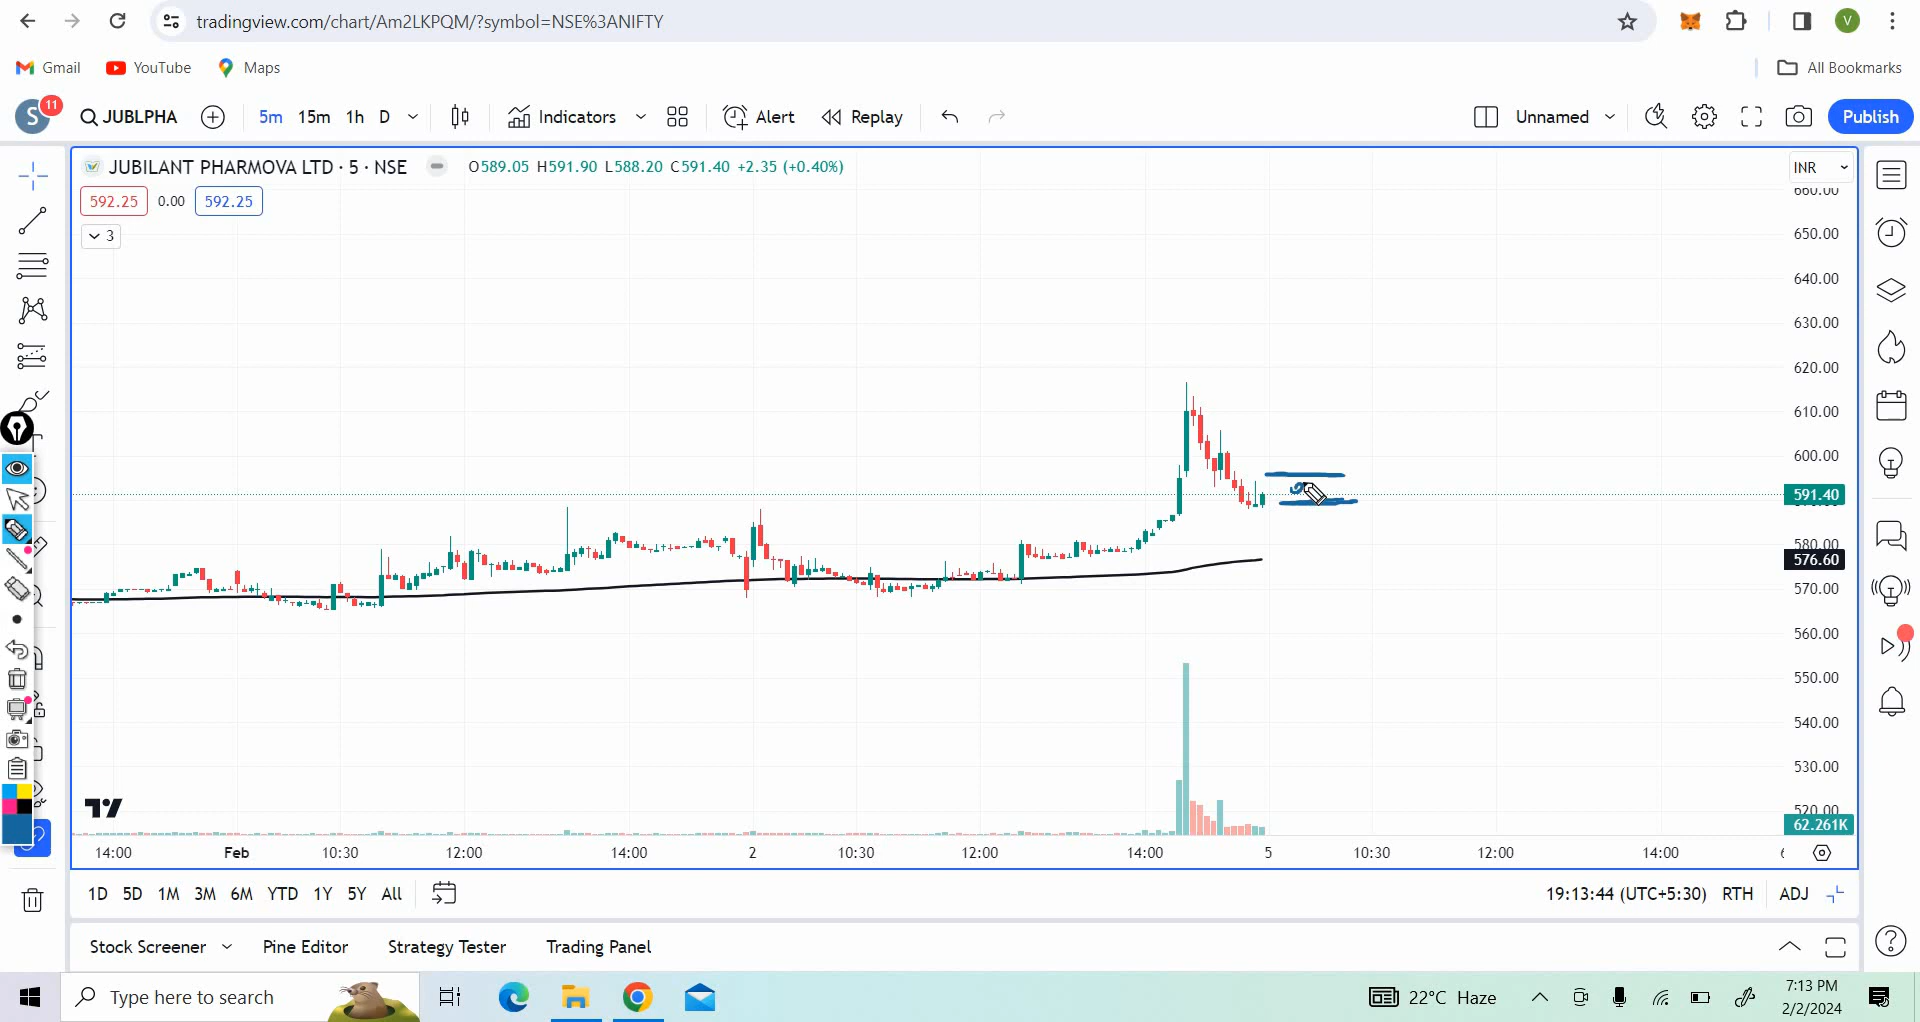 tradingview.com/chart/Am2LKPQM/?symbol=NSE%3ANIFTY
V
Gmail YouTube Maps All Bookmarks
S 11 JUBLPHA 5m 15m 1h D Indicators Alert Replay Unnamed Publish
JUBILANT PHARMOVA LTD · 5 · NSE O589.05 H591.90 L588.20 C591.40 +2.35 (+0.40%) INR
592.25 0.00 592.25
3
660.00
650.00
640.00
630.00
620.00
610.00
600.00
591.40
580.00
576.60
570.00
560.00
550.00
540.00
530.00
520.00
62.261K
14:00 Feb 10:30 12:00 14:00 2 10:30 12:00 14:00 5 10:30 12:00 14:00
1D 5D 1M 3M 6M YTD 1Y 5Y All 19:13:44 (UTC+5:30) RTH ADJ
Stock Screener Pine Editor Strategy Tester Trading Panel
Type here to search 22°C Haze 7:13 PM
2/2/2024